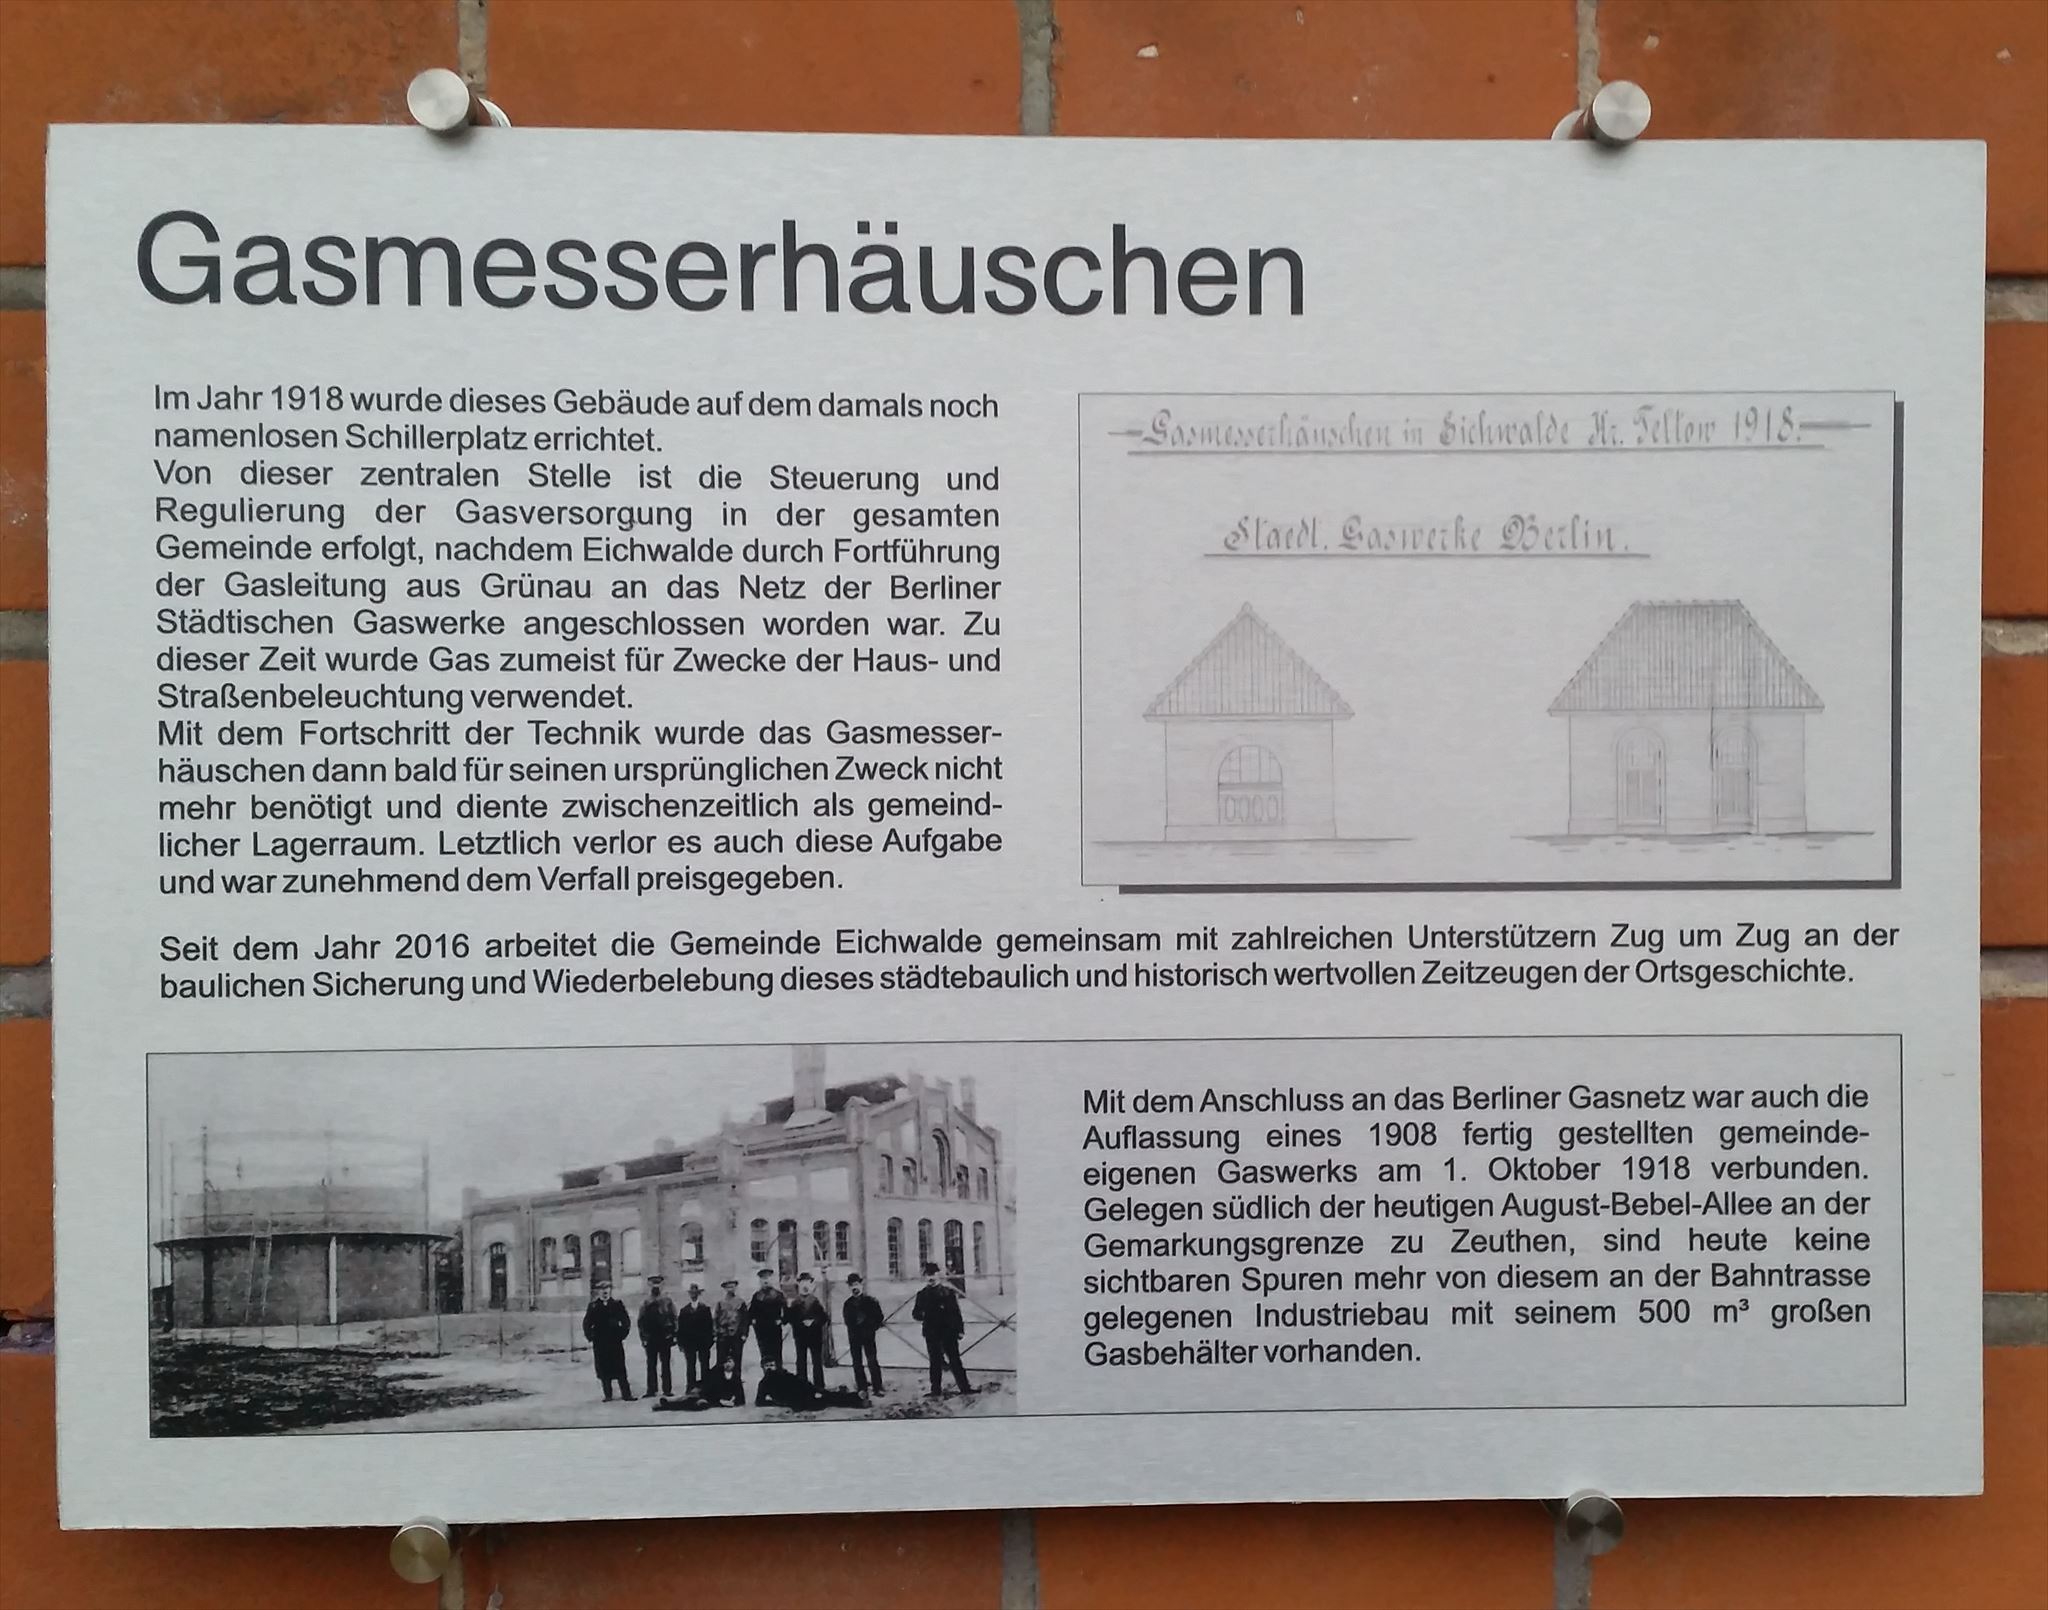 Gasmesserhäuschen
Im Jahr 1918 wurde dieses Gebäude auf dem damals noch
namenlosen Schillerplatz errichtet.
Von dieser zentralen Stelle ist die Steuerung und
Regulierung der Gasversorgung in der gesamten
Gemeinde erfolgt, nachdem Eichwalde durch Fortführung
der Gasleitung aus Grünau an das Netz der Berliner
Städtischen Gaswerke angeschlossen worden war. Zu
dieser Zeit wurde Gas zumeist für Zwecke der Haus- und
Straßenbeleuchtung verwendet.
Mit dem Fortschritt der Technik wurde das Gasmesser-
häuschen dann bald für seinen ursprünglichen Zweck nicht
mehr benötigt und diente zwischenzeitlich als gemeind-
licher Lagerraum. Letztlich verlor es auch diese Aufgabe
und war zunehmend dem Verfall preisgegeben.
Gasmesserhäuschen in Eichwalde Kr. Teltow 1918.
Staedt. Gaswerke Berlin.
Seit dem Jahr 2016 arbeitet die Gemeinde Eichwalde gemeinsam mit zahlreichen Unterstützern Zug um Zug an der
baulichen Sicherung und Wiederbelebung dieses städtebaulich und historisch wertvollen Zeitzeugen der Ortsgeschichte.
Mit dem Anschluss an das Berliner Gasnetz war auch die
Auflassung eines 1908 fertig gestellten gemeinde-
eigenen Gaswerks am 1. Oktober 1918 verbunden.
Gelegen südlich der heutigen August-Bebel-Allee an der
Gemarkungsgrenze zu Zeuthen, sind heute keine
sichtbaren Spuren mehr von diesem an der Bahntrasse
gelegenen Industriebau mit seinem 500 m³ großen
Gasbehälter vorhanden.